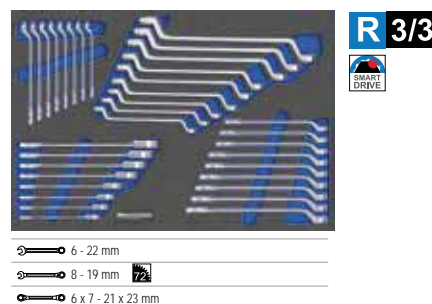 R 3/3
SMART
DRIVE
6 - 22 mm
8 - 19 mm 72
6 x 7 - 21 x 23 mm